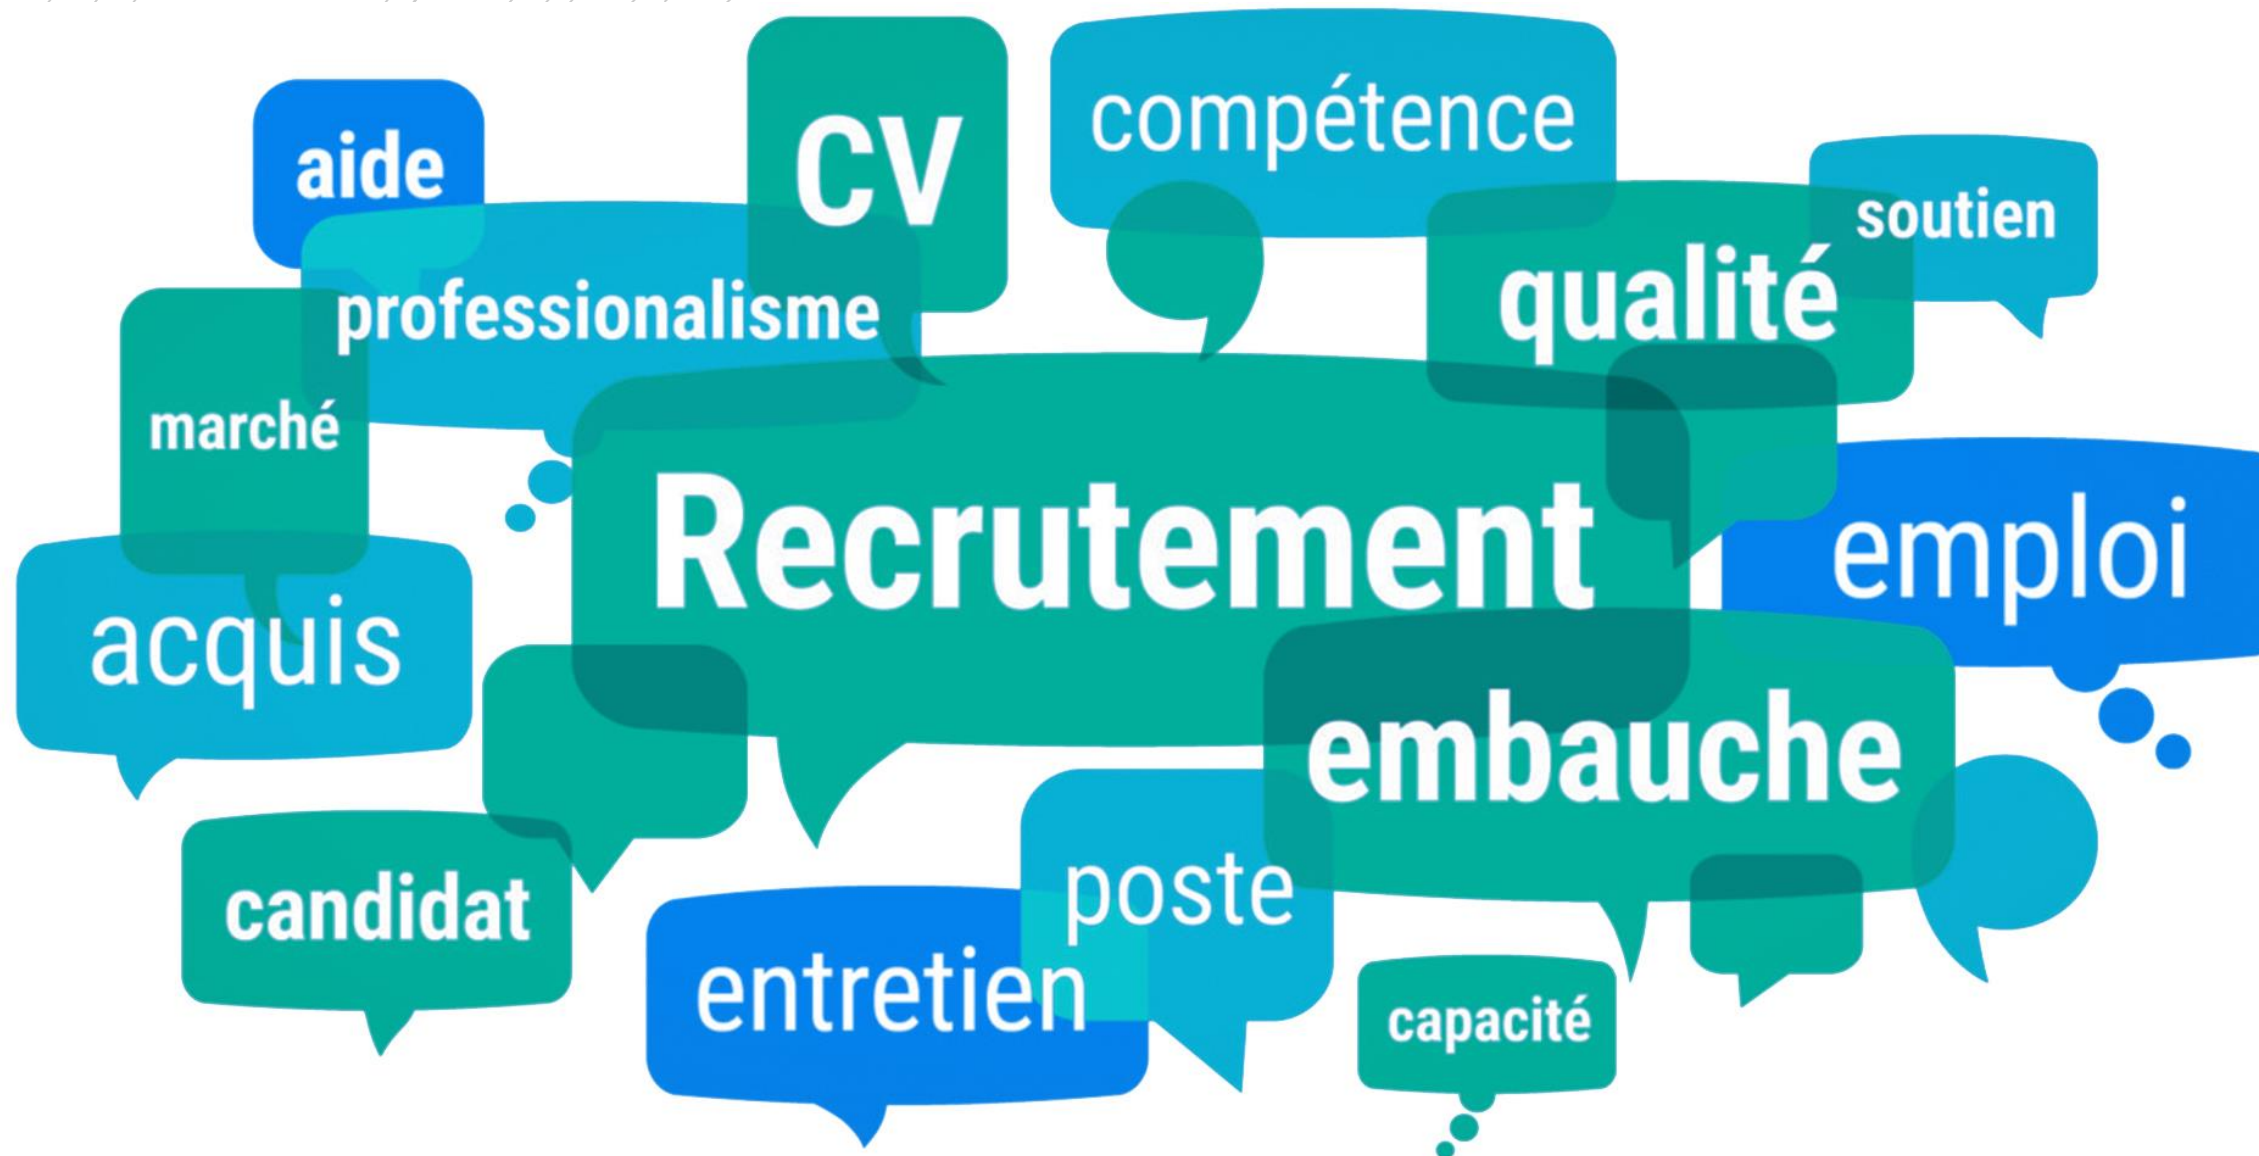 CV
compétence
aide
soutien
qualité
professionalisme
marché
Recrutement
emploi
acquis
embauche
poste
candidat
entretien
capacité